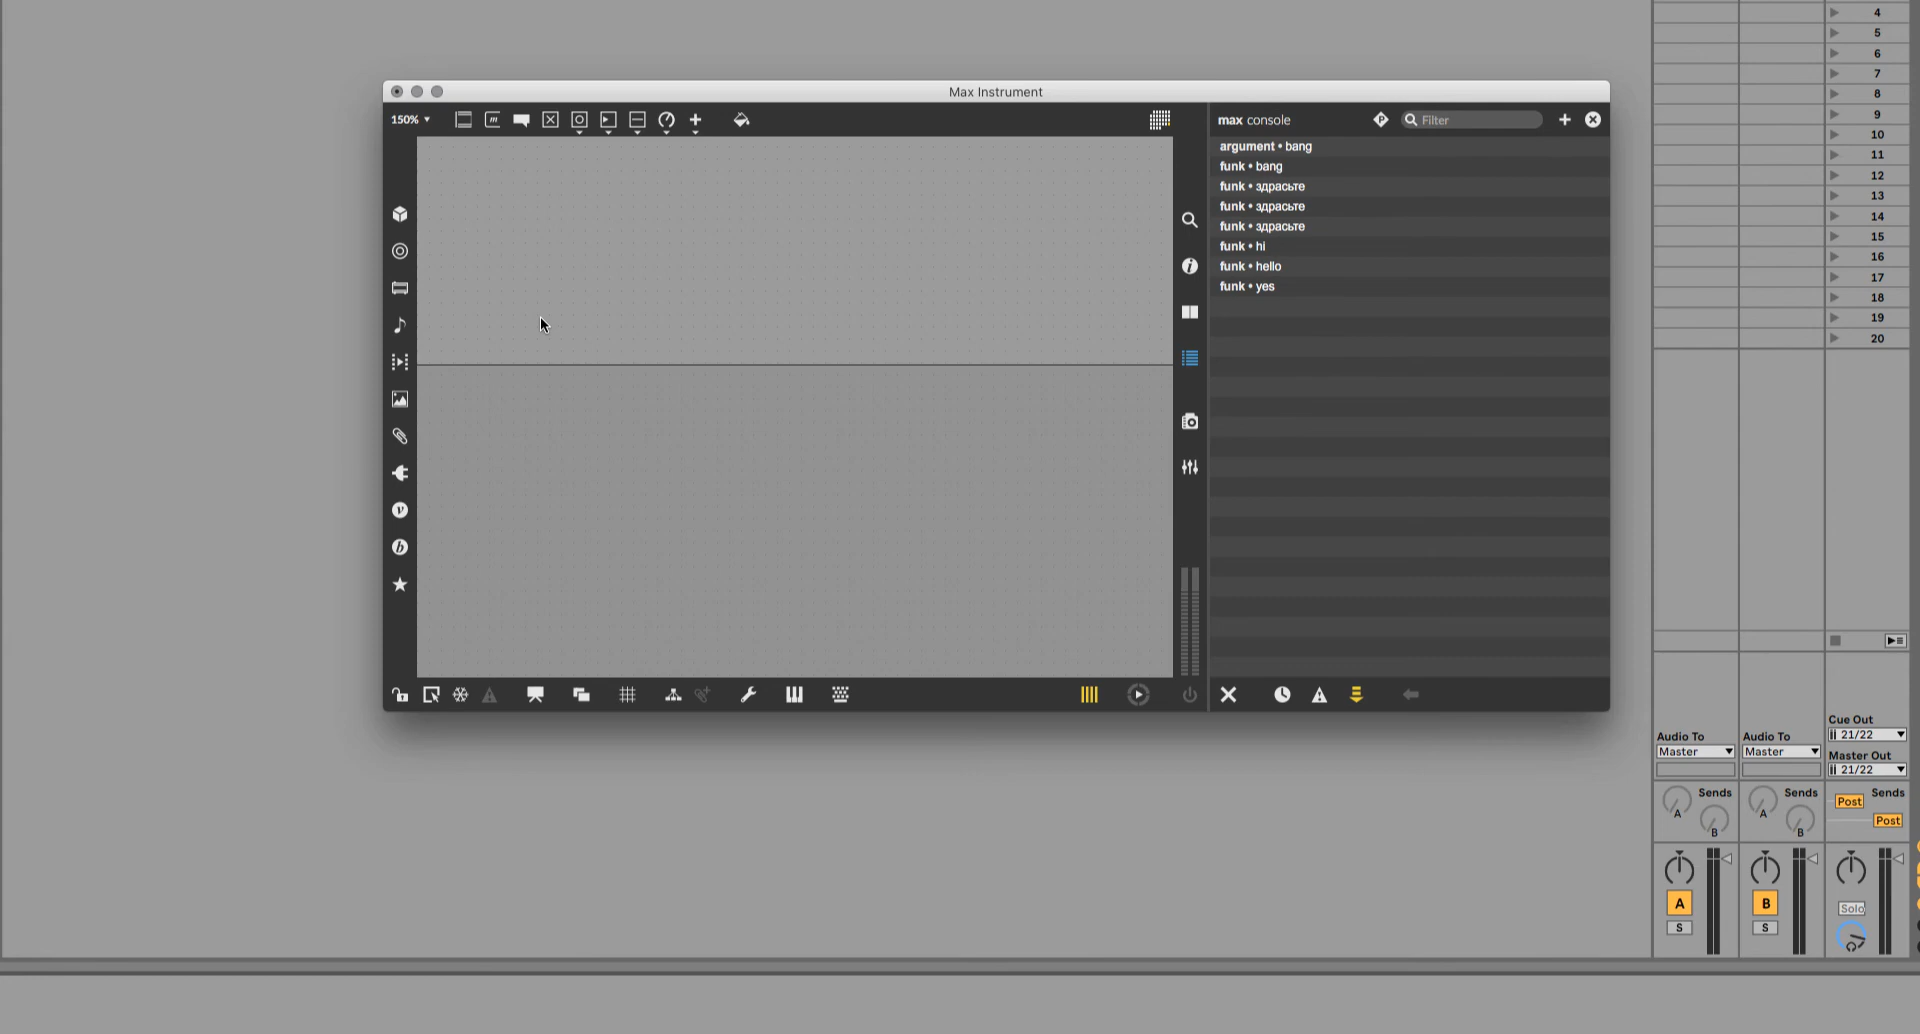 4
5
6
7
8
9
10
11
12
13
14
15
16
17
18
19
20
Max Instrument
150%
max console
Filter
argument • bang
funk • bang
funk • здрасьте
funk • здрасьте
funk • здрасьте
funk • hi
funk • hello
funk • yes
Cue Out
21/22
Audio To
Audio To
Master
Master
Master Out
21/22
Sends
Sends
Sends
A
B
A
B
Post
Post
A
B
Solo
S
S